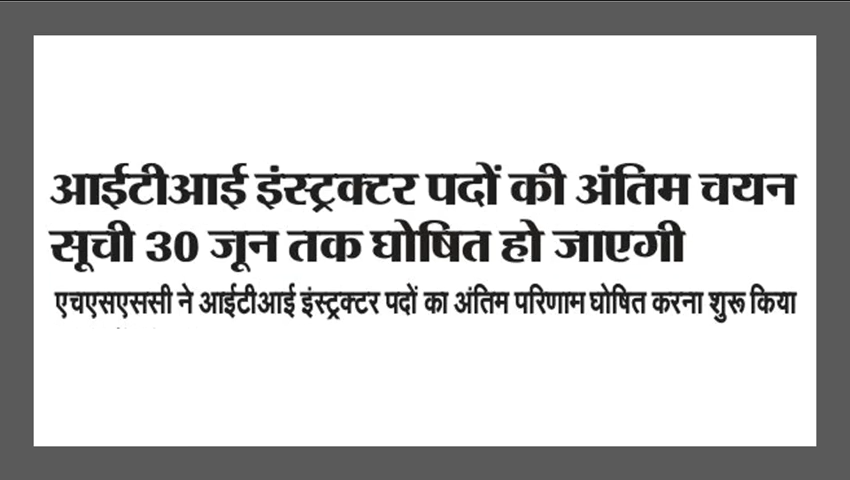 आईटीआई इंस्ट्रक्टर पदों की अंतिम चयन
सूची 30 जून तक घोषित हो जाएगी
एचएसएससी ने आईटीआई इंस्ट्रक्टर पदों का अंतिम परिणाम घोषित करना शुरू किया